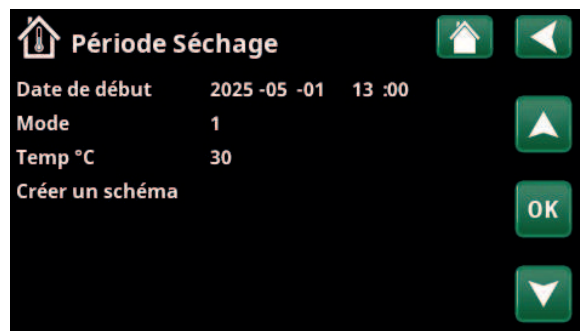 Période Séchage
Date de début 2025 -05 -01 13 :00
Mode 1
Temp °C 30
Créer un schéma
OK